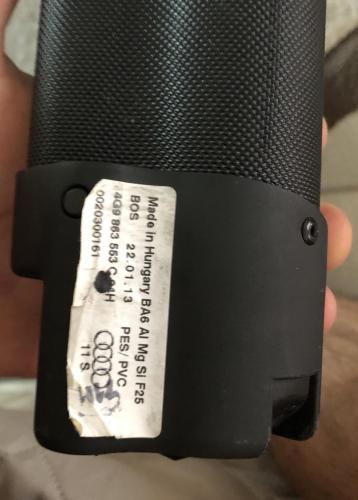 Made in Hungary BA6 Al Mg Si F25
BOS 22.01.13 PES/ PVC
4G9 863 553 C
0020300161 11 S